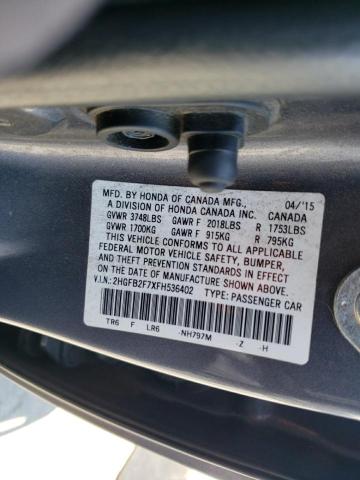 MFD. BY HONDA OF CANADA MFG., 04/'15
A DIVISION OF HONDA CANADA INC. CANADA
GVWR 3748LBS GAWR F 2018LBS R 1753LBS
GVWR 1700KG GAWR F 915KG R 795KG
THIS VEHICLE CONFORMS TO ALL APPLICABLE
FEDERAL MOTOR VEHICLE SAFETY, BUMPER,
AND THEFT PREVENTION STANDARDS IN EFFECT
ON THE DATE OF MANUFACTURE SHOWN ABOVE.
V.I.N.: 2HGFB2F7XFH536402 TYPE: PASSENGER CAR
TR6 F LR6 -NH797M -Z -H